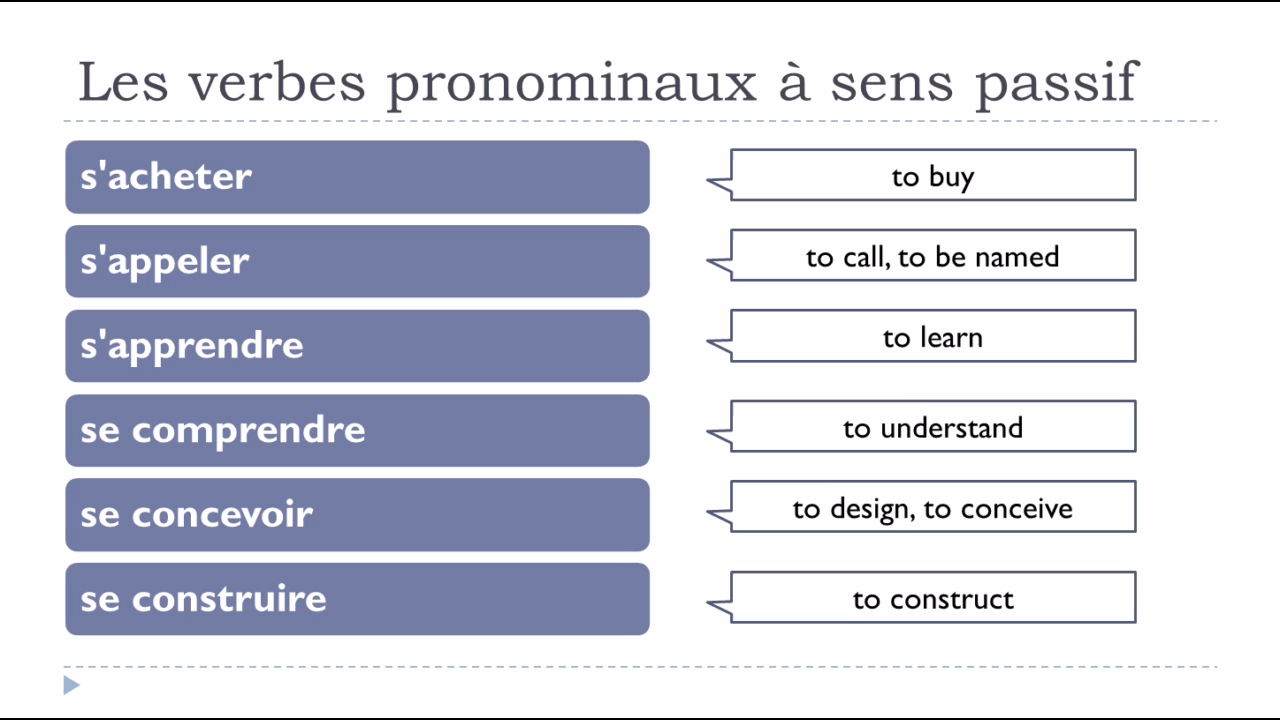 Les verbes pronominaux à sens passif
s'acheter
to buy
s'appeler
to call, to be named
s'apprendre
to learn
se comprendre
to understand
se concevoir
to design, to conceive
se construire
to construct